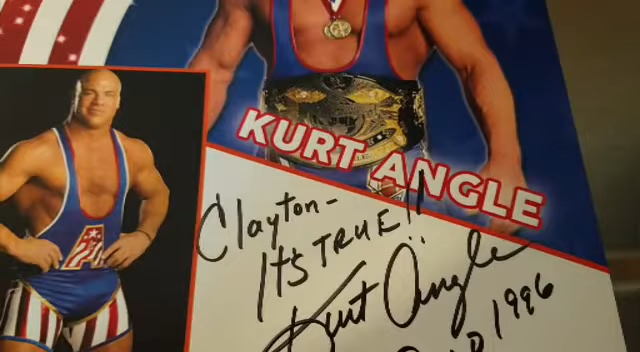 KURT ANGLE
Clayton-
It'S TRUE!!
Kurt Angle
1996